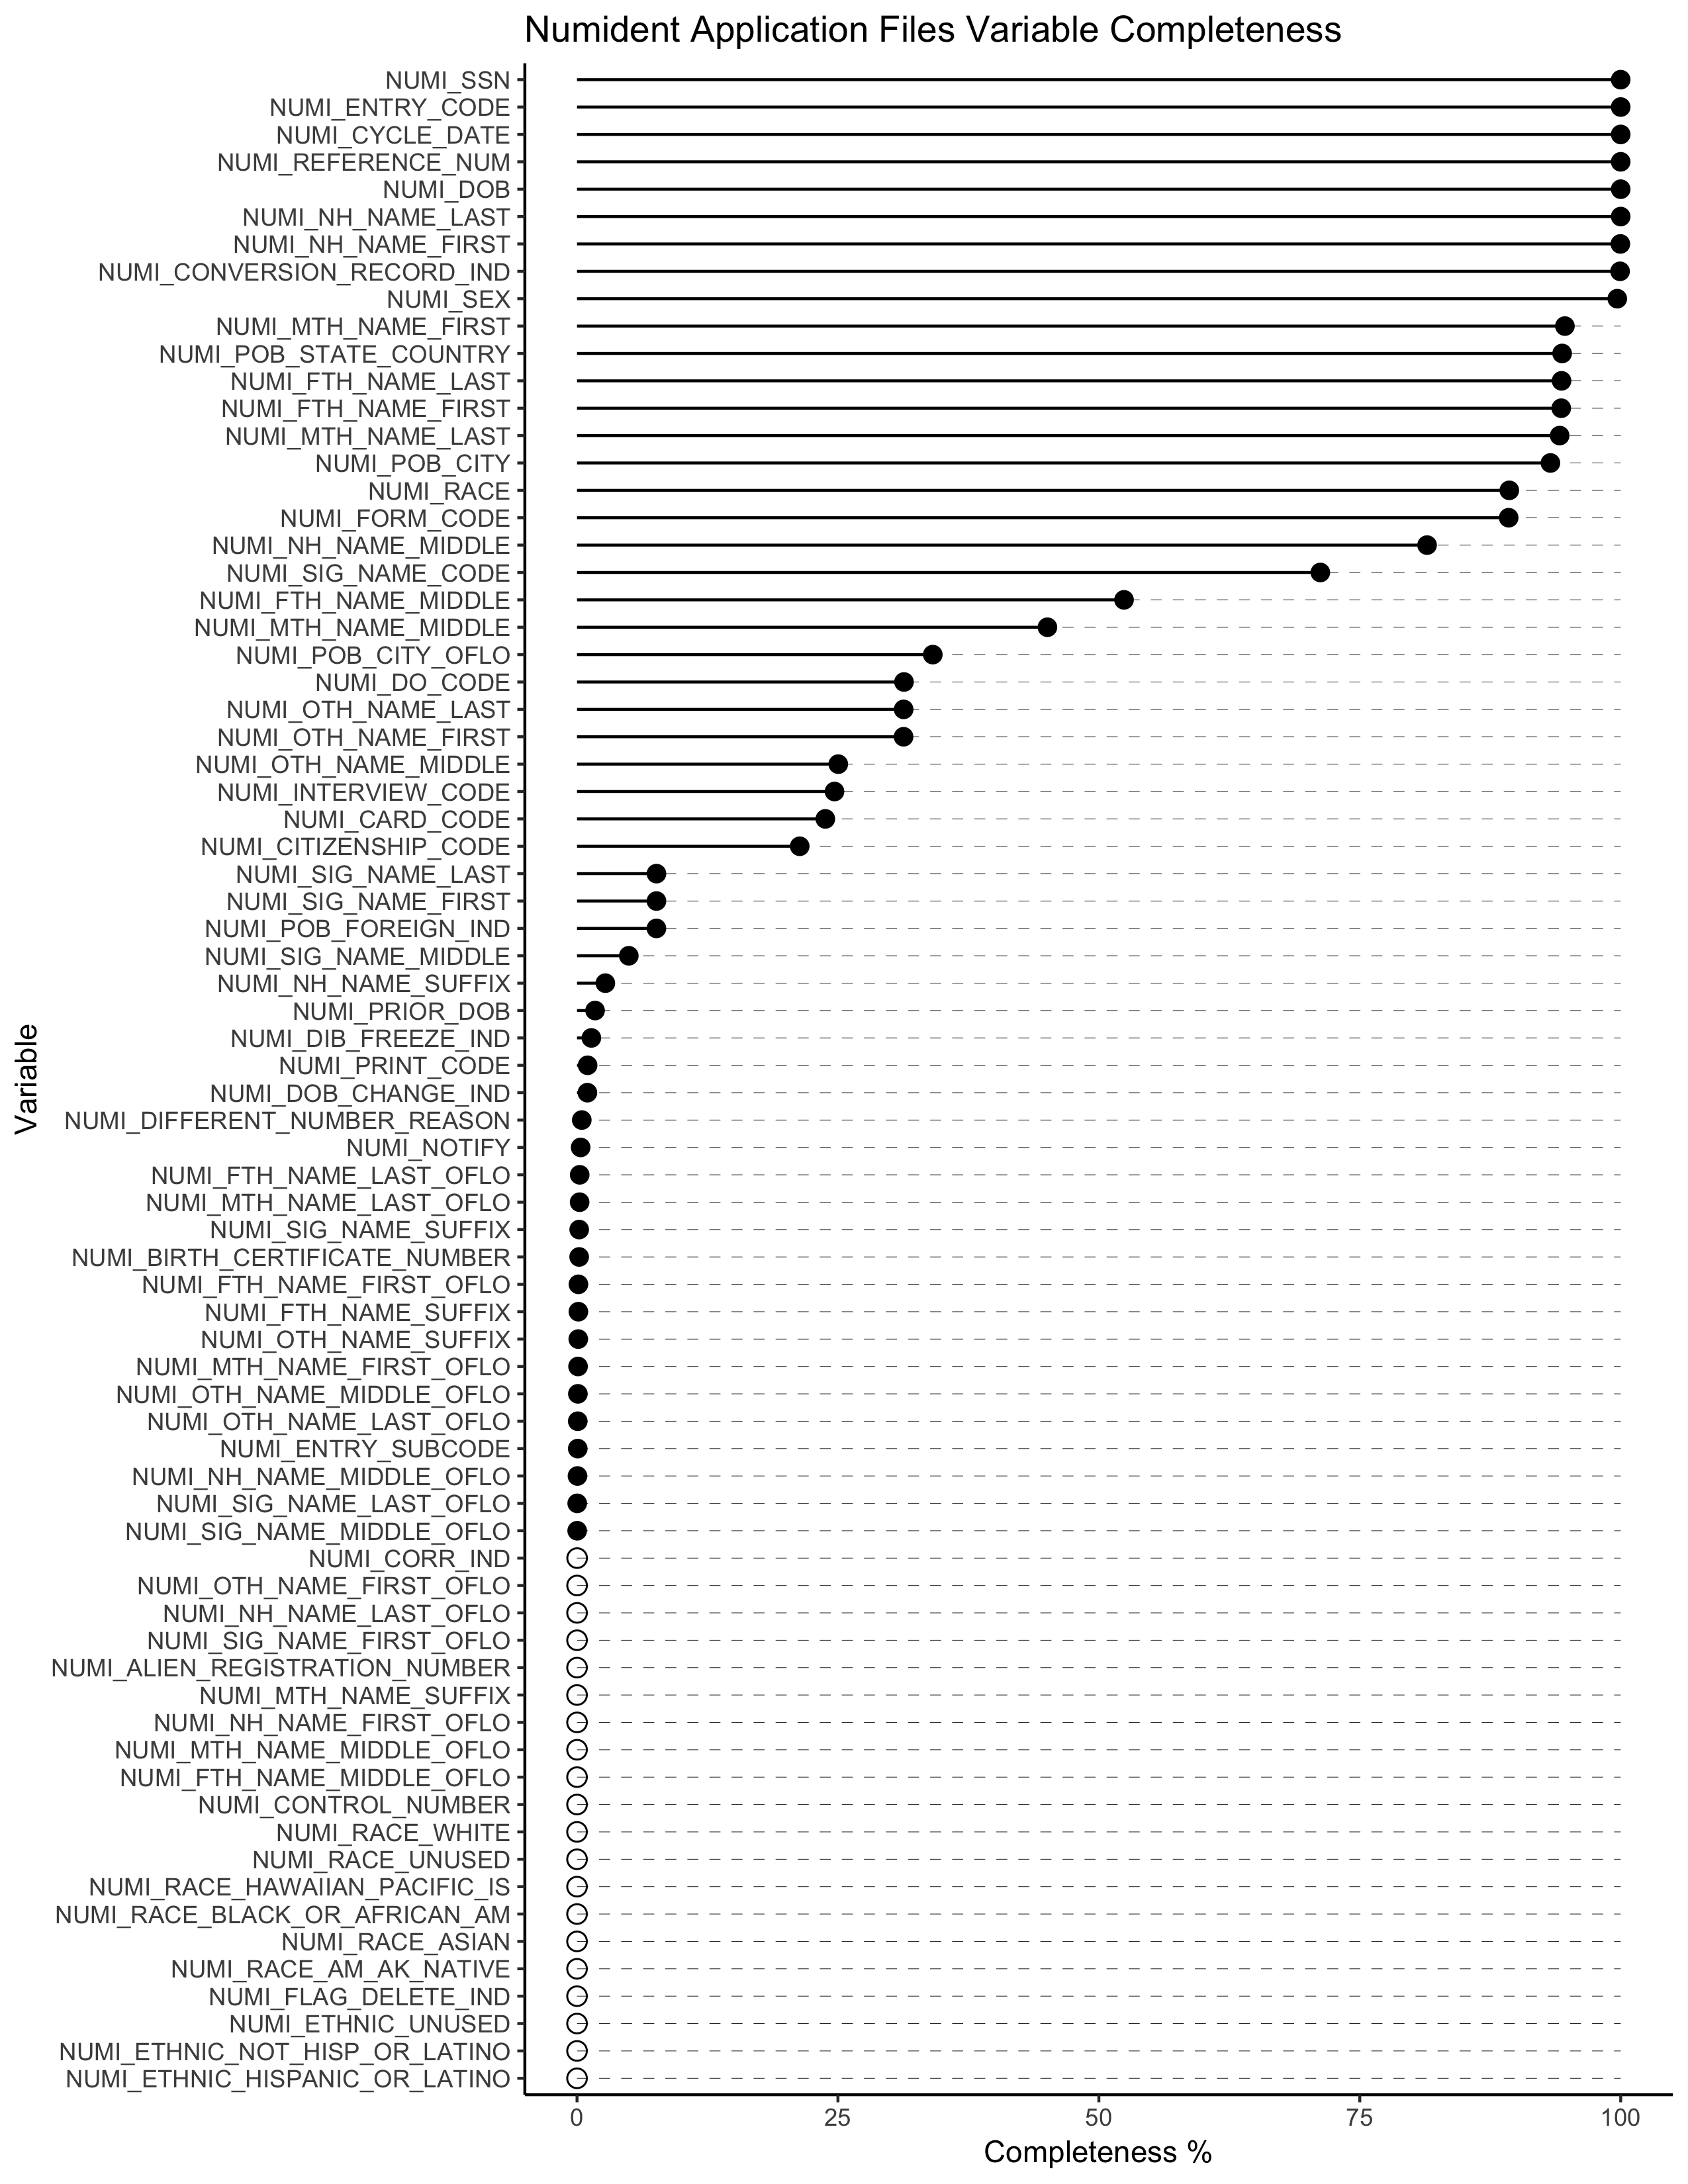 Numident Application Files Variable Completeness
NUMI_SSN
NUMI_ENTRY_CODE
NUMI_CYCLE_DATE
NUMI_REFERENCE_NUM
NUMI_DOB
NUMI_NH_NAME_LAST
NUMI_NH_NAME_FIRST
NUMI_CONVERSION_RECORD_IND
NUMI_SEX
NUMI_MTH_NAME_FIRST
NUMI_POB_STATE_COUNTRY
NUMI_FTH_NAME_LAST
NUMI_FTH_NAME_FIRST
NUMI_MTH_NAME_LAST
NUMI_POB_CITY
NUMI_RACE
NUMI_FORM_CODE
NUMI_NH_NAME_MIDDLE
NUMI_SIG_NAME_CODE
NUMI_FTH_NAME_MIDDLE
NUMI_MTH_NAME_MIDDLE
NUMI_POB_CITY_OFLO
NUMI_DO_CODE
NUMI_OTH_NAME_LAST
NUMI_OTH_NAME_FIRST
NUMI_OTH_NAME_MIDDLE
NUMI_INTERVIEW_CODE
NUMI_CARD_CODE
NUMI_CITIZENSHIP_CODE
NUMI_SIG_NAME_LAST
NUMI_SIG_NAME_FIRST
NUMI_POB_FOREIGN_IND
NUMI_SIG_NAME_MIDDLE
NUMI_NH_NAME_SUFFIX
NUMI_PRIOR_DOB
NUMI_DIB_FREEZE_IND
NUMI_PRINT_CODE
NUMI_DOB_CHANGE_IND
NUMI_DIFFERENT_NUMBER_REASON
NUMI_NOTIFY
NUMI_FTH_NAME_LAST_OFLO
NUMI_MTH_NAME_LAST_OFLO
NUMI_SIG_NAME_SUFFIX
NUMI_BIRTH_CERTIFICATE_NUMBER
NUMI_FTH_NAME_FIRST_OFLO
NUMI_FTH_NAME_SUFFIX
NUMI_OTH_NAME_SUFFIX
NUMI_MTH_NAME_FIRST_OFLO
NUMI_OTH_NAME_MIDDLE_OFLO
NUMI_OTH_NAME_LAST_OFLO
NUMI_ENTRY_SUBCODE
NUMI_NH_NAME_MIDDLE_OFLO
NUMI_SIG_NAME_LAST_OFLO
NUMI_SIG_NAME_MIDDLE_OFLO
NUMI_CORR_IND
NUMI_OTH_NAME_FIRST_OFLO
NUMI_NH_NAME_LAST_OFLO
NUMI_SIG_NAME_FIRST_OFLO
NUMI_ALIEN_REGISTRATION_NUMBER
NUMI_MTH_NAME_SUFFIX
NUMI_NH_NAME_FIRST_OFLO
NUMI_MTH_NAME_MIDDLE_OFLO
NUMI_FTH_NAME_MIDDLE_OFLO
NUMI_CONTROL_NUMBER
NUMI_RACE_WHITE
NUMI_RACE_UNUSED
NUMI_RACE_HAWAIIAN_PACIFIC_IS
NUMI_RACE_BLACK_OR_AFRICAN_AM
NUMI_RACE_ASIAN
NUMI_RACE_AM_AK_NATIVE
NUMI_FLAG_DELETE_IND
NUMI_ETHNIC_UNUSED
NUMI_ETHNIC_NOT_HISP_OR_LATINO
NUMI_ETHNIC_HISPANIC_OR_LATINO
Variable
0 25 50 75 100
Completeness %